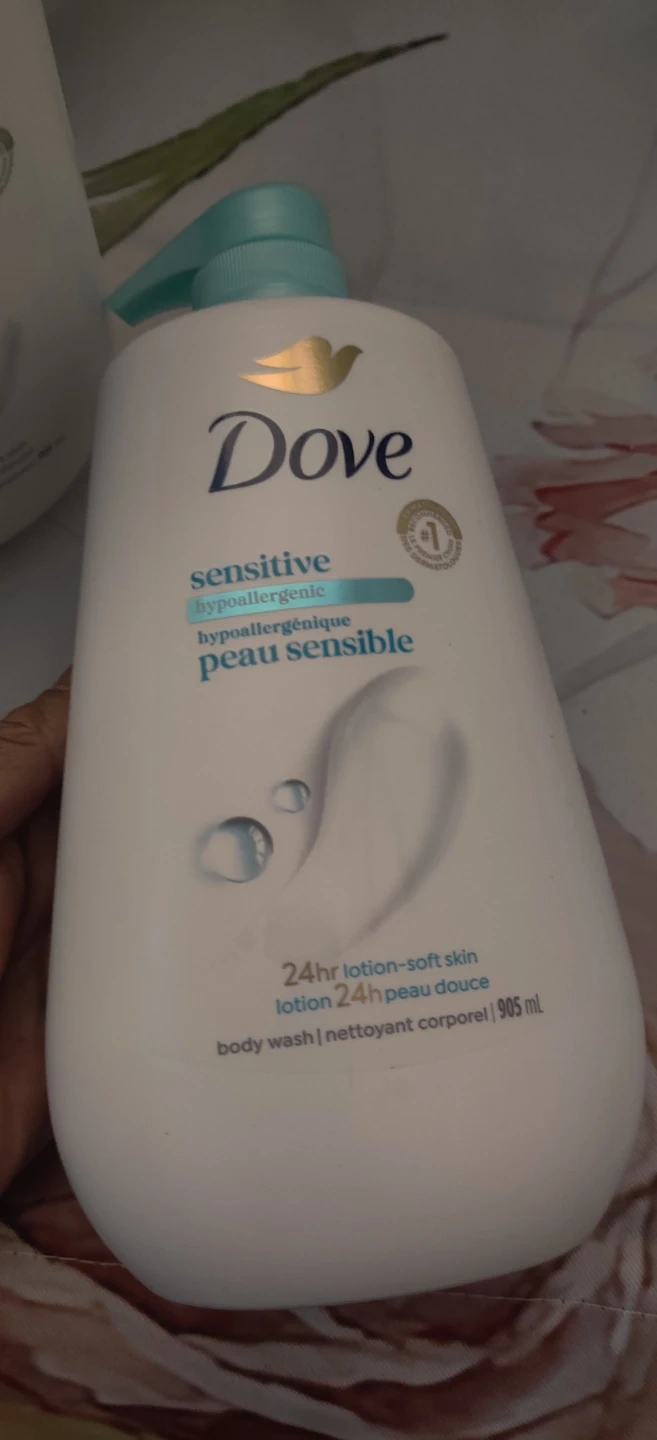 Dove
#1
sensitive
hypoallergenic
hypoallergénique
peau sensible
24hr lotion-soft skin
lotion 24h peau douce
body wash | nettoyant corporel | 905 mL